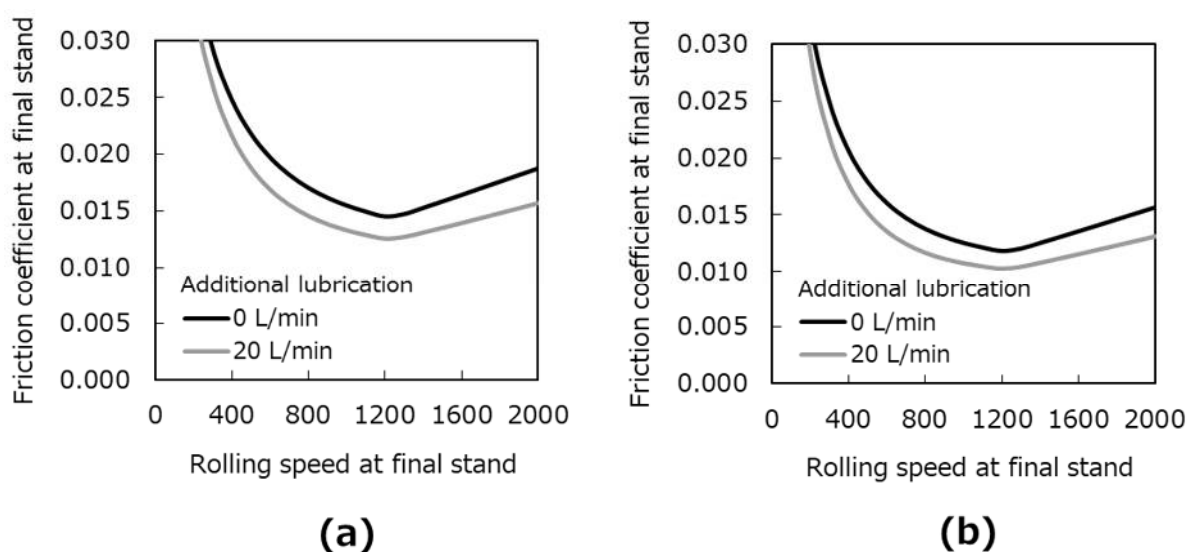 Friction coefficient at final stand
0.030
0.025
0.020
0.015
0.010
0.005
0.000
Additional lubrication
0 L/min
20 L/min
0 400 800 1200 1600 2000
Rolling speed at final stand
(a)
Friction coefficient at final stand
0.030
0.025
0.020
0.015
0.010
0.005
0.000
Additional lubrication
0 L/min
20 L/min
0 400 800 1200 1600 2000
Rolling speed at final stand
(b)